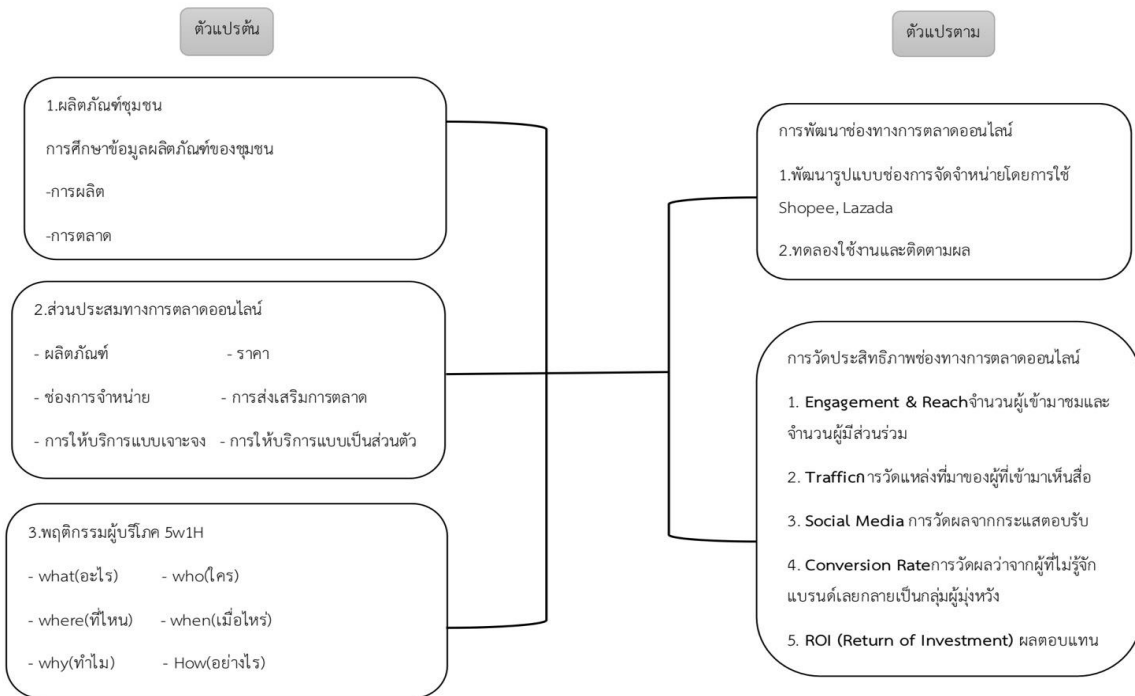 ตัวแปรต้น
1.ผลิตภัณฑ์ชุมชน
การศึกษาข้อมูลผลิตภัณฑ์ของชุมชน
-การผลิต
-การตลาด
2.ส่วนประสมทางการตลาดออนไลน์
- ผลิตภัณฑ์ - ราคา
- ช่องการจำหน่าย - การส่งเสริมการตลาด
- การให้บริการแบบเจาะจง - การให้บริการแบบเป็นส่วนตัว
3.พฤติกรรมผู้บริโภค 5w1H
- what(อะไร) - who(ใคร)
- where(ที่ไหน) - when(เมื่อไหร่)
- why(ทำไม) - How(อย่างไร)
ตัวแปรตาม
การพัฒนาช่องทางการตลาดออนไลน์
1.พัฒนารูปแบบช่องการจัดจำหน่ายโดยการใช้
Shopee, Lazada
2.ทดลองใช้งานและติดตามผล
การวัดประสิทธิภาพช่องทางการตลาดออนไลน์
1. Engagement & Reachจำนวนผู้เข้ามาชมและ
จำนวนผู้มีส่วนร่วม
2. Trafficการวัดแหล่งที่มาของผู้ที่เข้ามาเห็นสื่อ
3. Social Media การวัดผลจากกระแสตอบรับ
4. Conversion Rateการวัดผลว่าจากผู้ที่ไม่รู้จัก
แบรนด์เลยกลายเป็นกลุ่มผู้มุ่งหวัง
5. ROI (Return of Investment) ผลตอบแทน